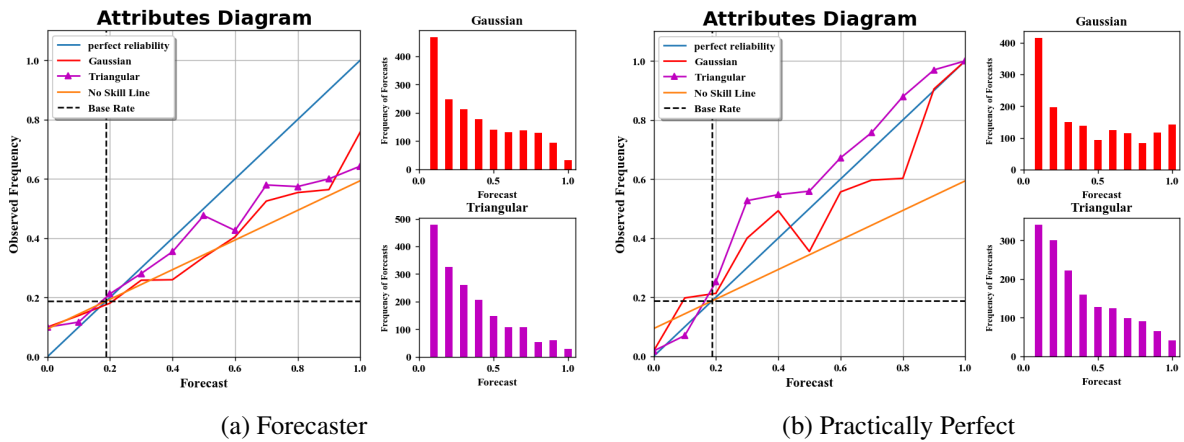 Attributes Diagram
perfect reliability
Gaussian
Triangular
No Skill Line
Base Rate
Observed Frequency
1.0
0.8
0.6
0.4
0.2
0.0
0.0 0.2 0.4 0.6 0.8 1.0
Forecast
Gaussian
Frequency of Forecasts
400
300
200
100
0
0.0 0.5 1.0
Forecast
Triangular
Frequency of Forecasts
500
400
300
200
100
0
0.0 0.5 1.0
Forecast
(a) Forecaster
Attributes Diagram
perfect reliability
Gaussian
Triangular
No Skill Line
Base Rate
Observed Frequency
1.0
0.8
0.6
0.4
0.2
0.0
0.0 0.2 0.4 0.6 0.8 1.0
Forecast
Gaussian
Frequency of Forecasts
400
300
200
100
0
0.0 0.5 1.0
Forecast
Triangular
Frequency of Forecasts
300
200
100
0
0.0 0.5 1.0
Forecast
(b) Practically Perfect